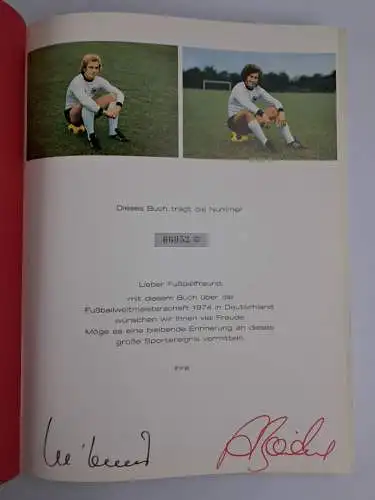 Dieses Buch trägt die Nummer
Lieber Fußballfreund,
mit diesem Buch über die
Fußballweltmeisterschaft 1974 in Deutschland
wünschen wir Ihnen viel Freude.
Möge es eine bleibende Erinnerung an dieses
große Sportereignis vermitteln.
Ihre